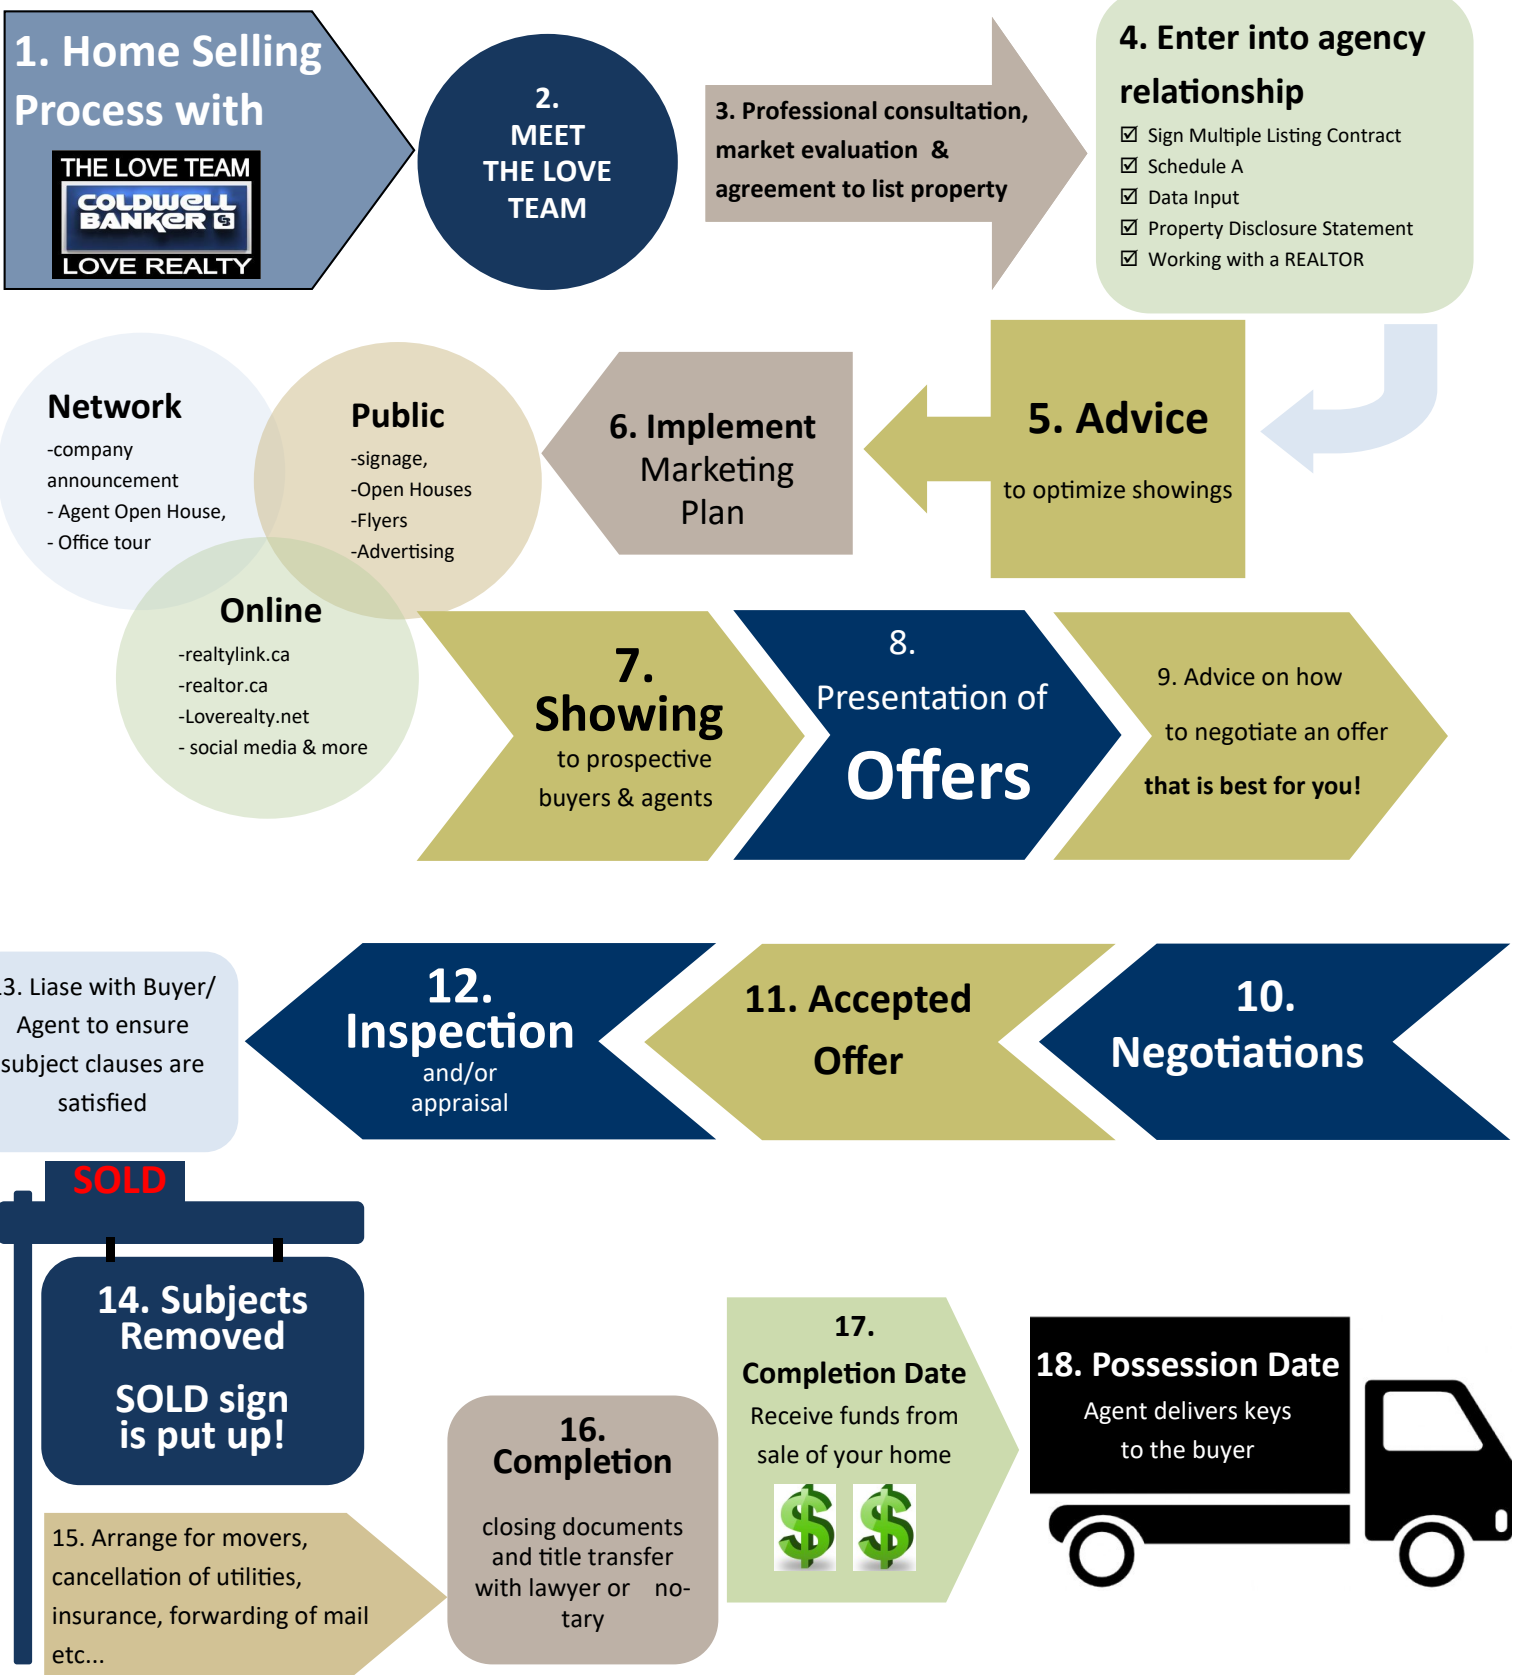 1. Home Selling
Process with
THE LOVE TEAM
COLDWELL
BANKER CB
LOVE REALTY
2.
MEET
THE LOVE
TEAM
3. Professional consultation,
market evaluation &
agreement to list property
4. Enter into agency
relationship
☑ Sign Multiple Listing Contract
☑ Schedule A
☑ Data Input
☑ Property Disclosure Statement
☑ Working with a REALTOR
5. Advice
to optimize showings
6. Implement
Marketing
Plan
Network
-company
announcement
- Agent Open House,
- Office tour
Public
-signage,
-Open Houses
-Flyers
-Advertising
Online
-realtylink.ca
-realtor.ca
-Loverealty.net
- social media & more
7.
Showing
to prospective
buyers & agents
8.
Presentation of
Offers
9. Advice on how
to negotiate an offer
that is best for you!
10.
Negotiations
11. Accepted
Offer
12.
Inspection
and/or
appraisal
13. Liase with Buyer/
Agent to ensure
subject clauses are
satisfied
SOLD
14. Subjects
Removed
SOLD sign
is put up!
15. Arrange for movers,
cancellation of utilities,
insurance, forwarding of mail
etc...
16.
Completion
closing documents
and title transfer
with lawyer or no-
tary
17.
Completion Date
Receive funds from
sale of your home
$ $
18. Possession Date
Agent delivers keys
to the buyer